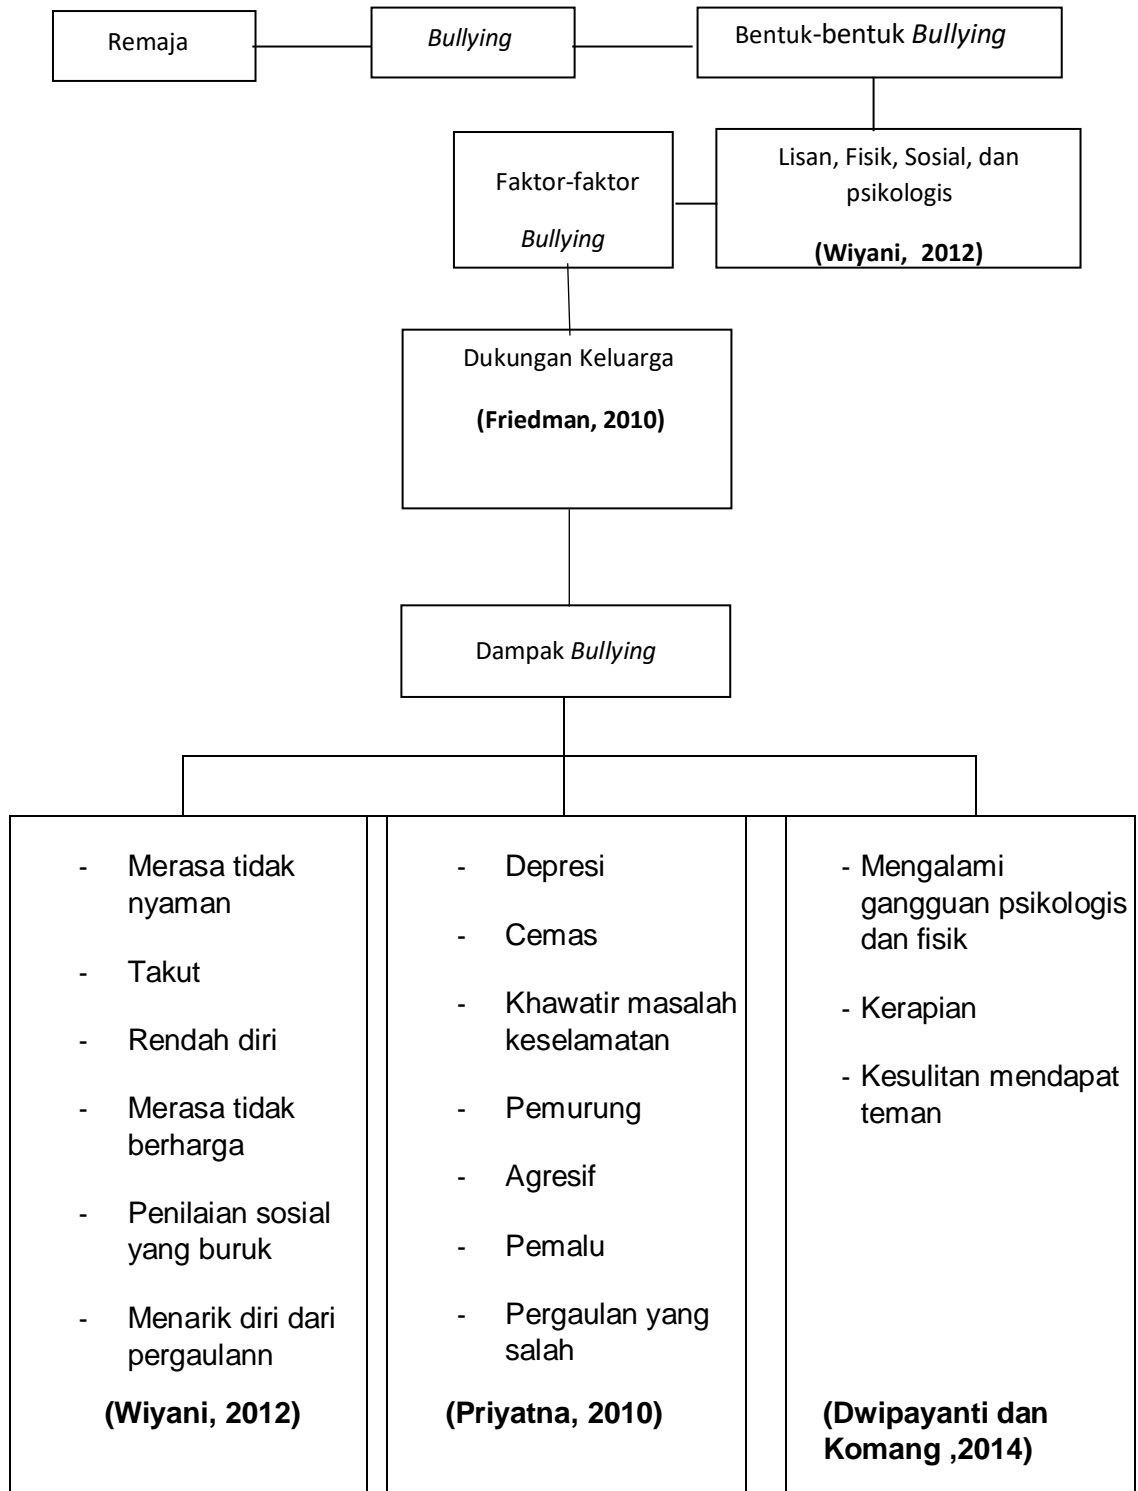 Remaja
Bullying
Bentuk-bentuk Bullying
Lisan, Fisik, Sosial, dan
psikologis
(Wiyani, 2012)
Faktor-faktor
Bullying
Dukungan Keluarga
(Friedman, 2010)
Dampak Bullying
- Merasa tidak
nyaman
- Takut
- Rendah diri
- Merasa tidak
berharga
- Penilaian sosial
yang buruk
- Menarik diri dari
pergaulann
(Wiyani, 2012)
- Depresi
- Cemas
- Khawatir masalah
keselamatan
- Pemurung
- Agresif
- Pemalu
- Pergaulan yang
salah
(Priyatna, 2010)
- Mengalami
gangguan psikologis
dan fisik
- Kerapian
- Kesulitan mendapat
teman
(Dwipayanti dan
Komang ,2014)